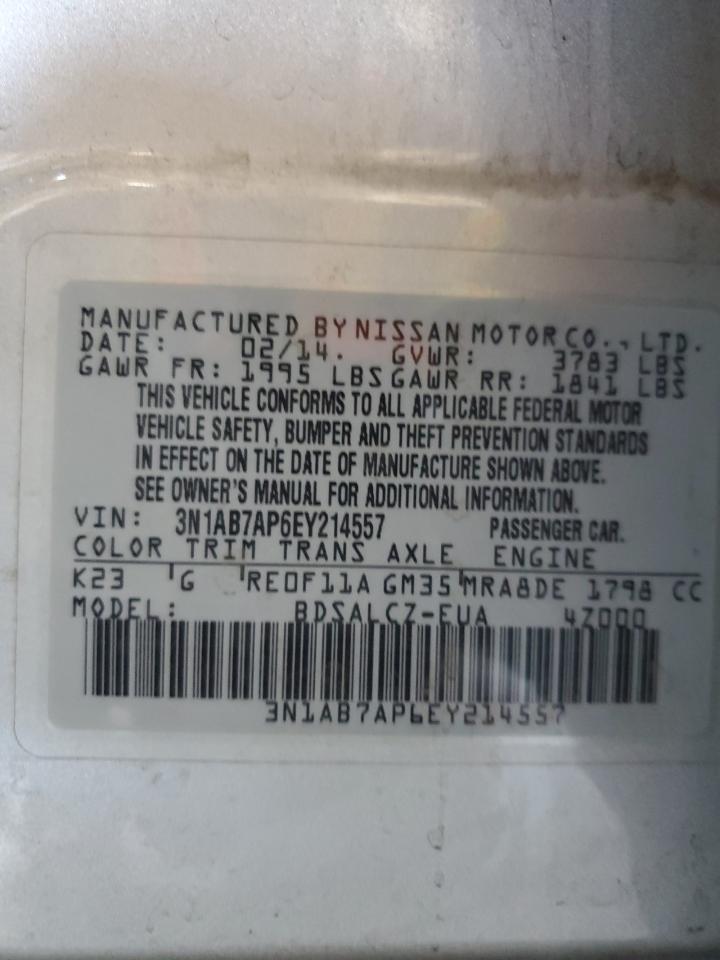 MANUFACTURED BY NISSAN MOTOR CO., LTD.
DATE: 02/14. GVWR: 3783 LBS
GAWR FR: 1995 LBS GAWR RR: 1841 LBS
THIS VEHICLE CONFORMS TO ALL APPLICABLE FEDERAL MOTOR
VEHICLE SAFETY, BUMPER AND THEFT PREVENTION STANDARDS
IN EFFECT ON THE DATE OF MANUFACTURE SHOWN ABOVE.
SEE OWNER'S MANUAL FOR ADDITIONAL INFORMATION.
VIN: 3N1AB7AP6EY214557 PASSENGER CAR.
COLOR TRIM TRANS AXLE ENGINE
K23 G RE0F11A GM35 MRA8DE 1798 CC
MODEL: BDSALCZ-EUA 4Z000
3N1AB7AP6EY214557